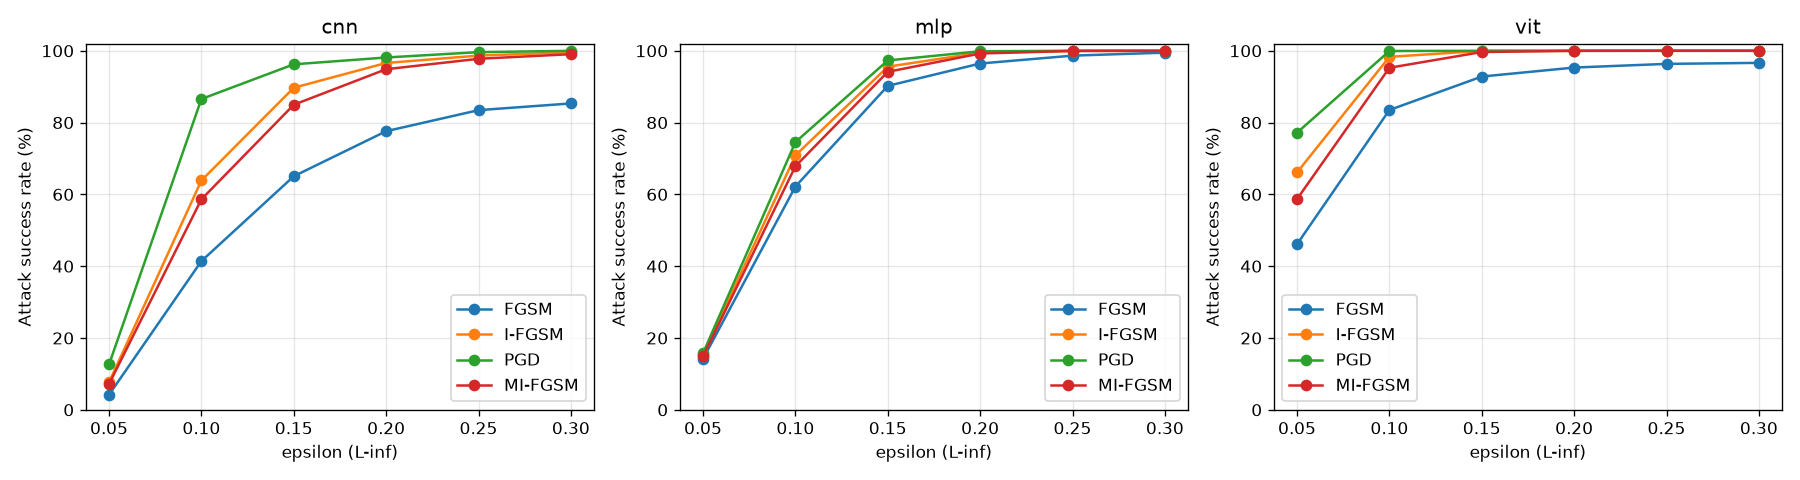 cnn
Attack success rate (%)
100
80
60
40
20
0
0.05 0.10 0.15 0.20 0.25 0.30
epsilon (L-inf)
FGSM
I-FGSM
PGD
MI-FGSM
mlp
Attack success rate (%)
100
80
60
40
20
0
0.05 0.10 0.15 0.20 0.25 0.30
epsilon (L-inf)
FGSM
I-FGSM
PGD
MI-FGSM
vit
Attack success rate (%)
100
80
60
40
20
0
0.05 0.10 0.15 0.20 0.25 0.30
epsilon (L-inf)
FGSM
I-FGSM
PGD
MI-FGSM